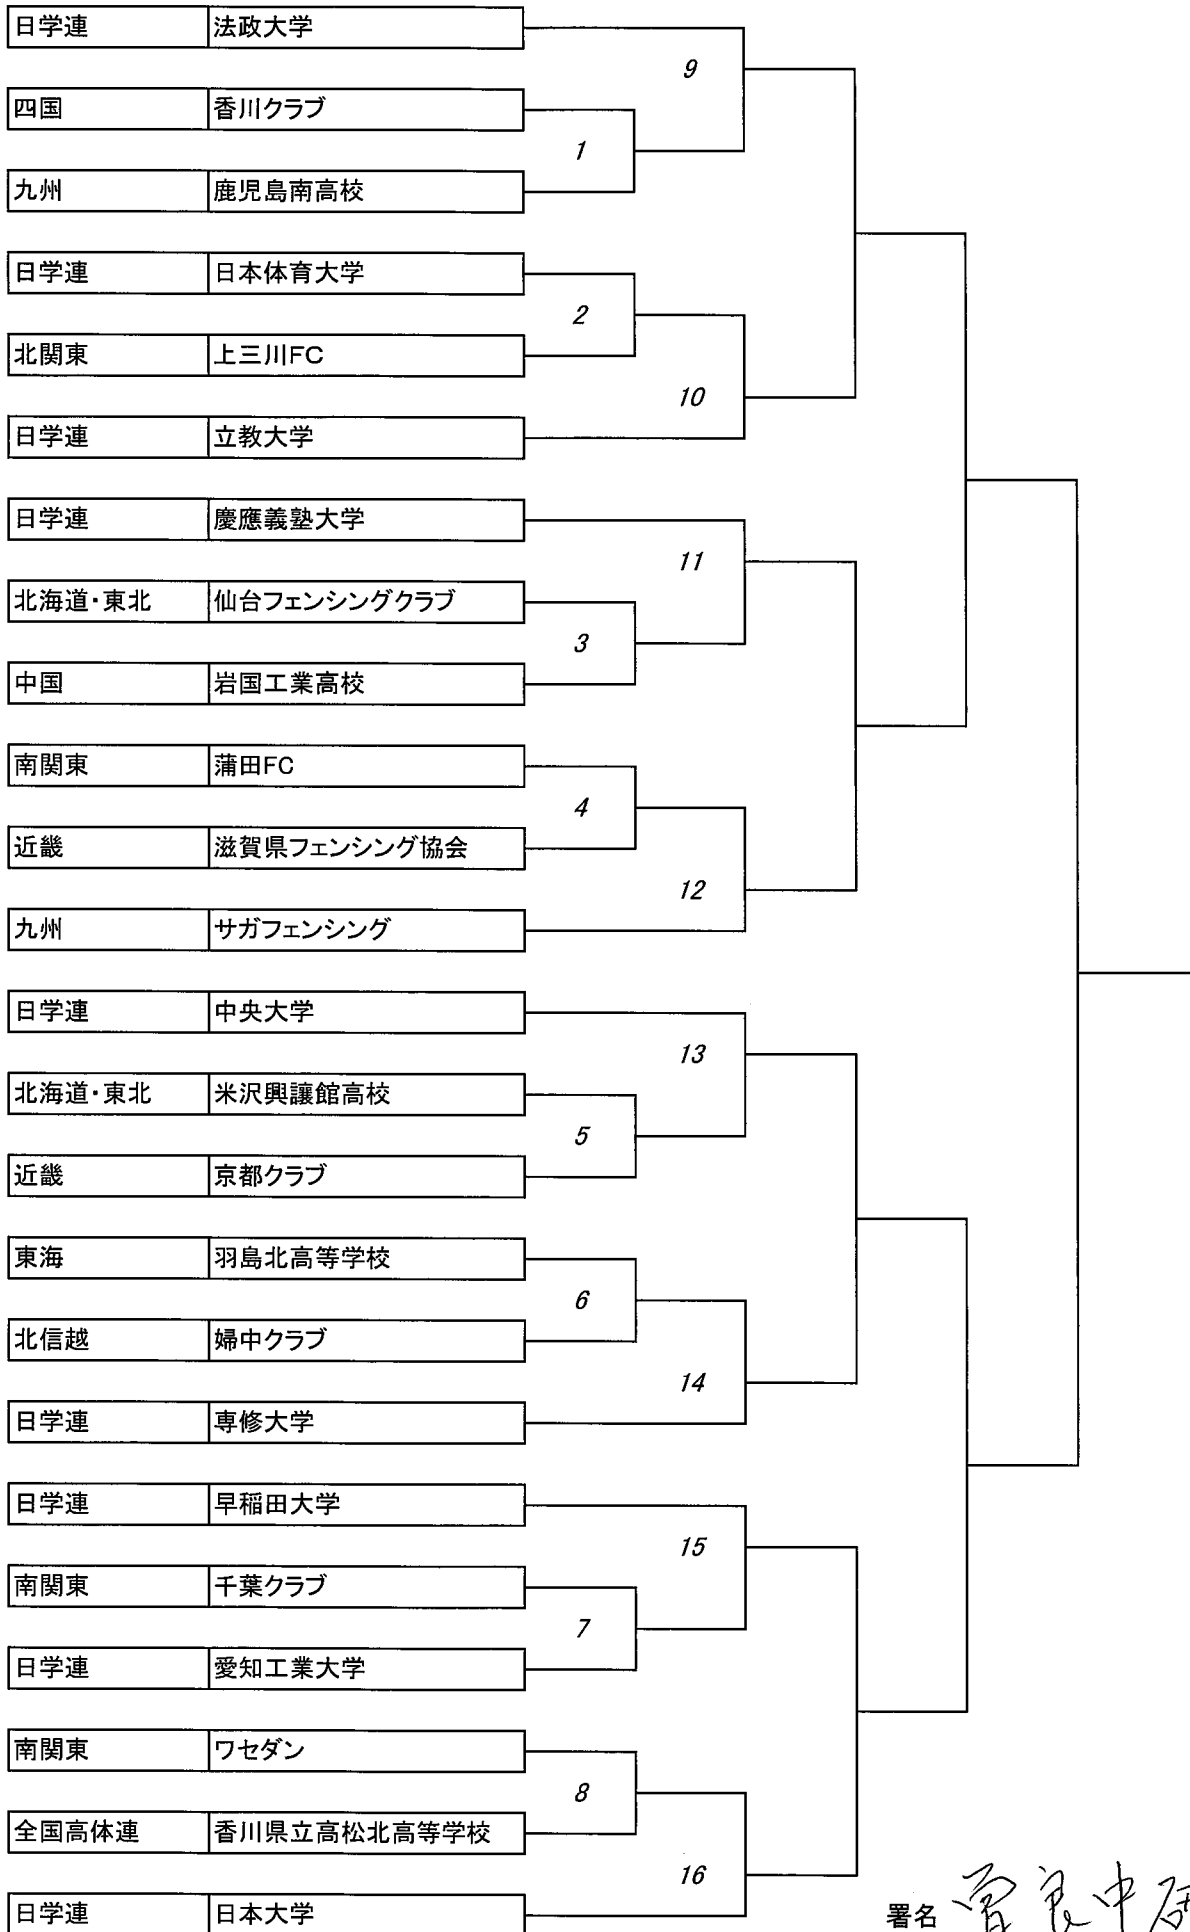 日学連 法政大学
9
四国 香川クラブ
1
九州 鹿児島南高校
日学連 日本体育大学
2
北関東 上三川FC
10
日学連 立教大学
日学連 慶應義塾大学
11
北海道・東北 仙台フェンシングクラブ
3
中国 岩国工業高校
南関東 蒲田FC
4
近畿 滋賀県フェンシング協会
12
九州 サガフェンシング
日学連 中央大学
13
北海道・東北 米沢興譲館高校
5
近畿 京都クラブ
東海 羽島北高等学校
6
北信越 婦中クラブ
14
日学連 専修大学
日学連 早稲田大学
15
南関東 千葉クラブ
7
日学連 愛知工業大学
南関東 ワセダン
8
全国高体連 香川県立高松北高等学校
16
日学連 日本大学
署名